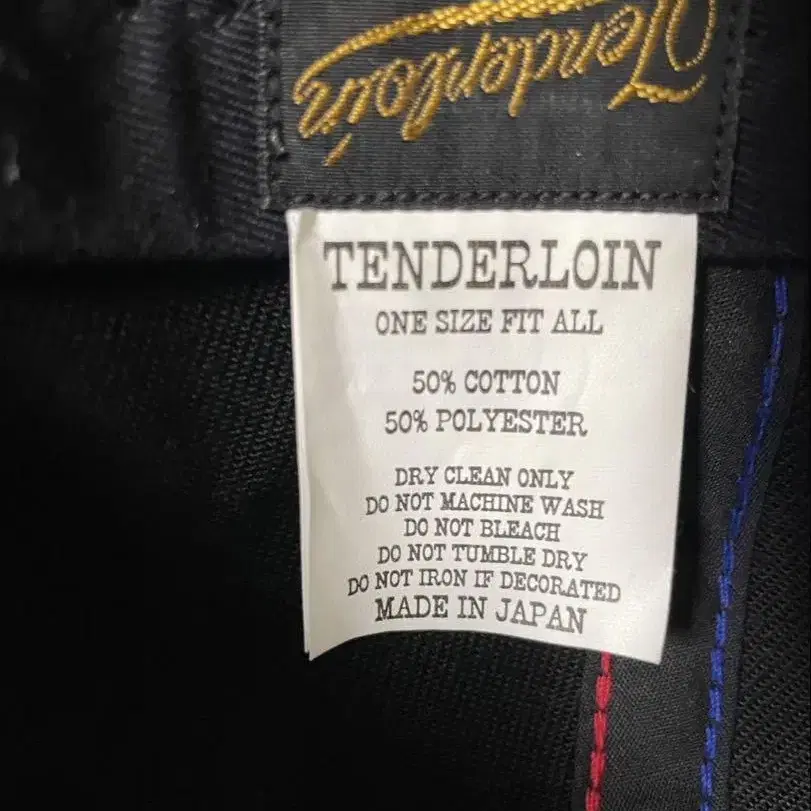 Tenderloin
TENDERLOIN
ONE SIZE FIT ALL
50% COTTON
50% POLYESTER
DRY CLEAN ONLY
DO NOT MACHINE WASH
DO NOT BLEACH
DO NOT TUMBLE DRY
DO NOT IRON IF DECORATED
MADE IN JAPAN